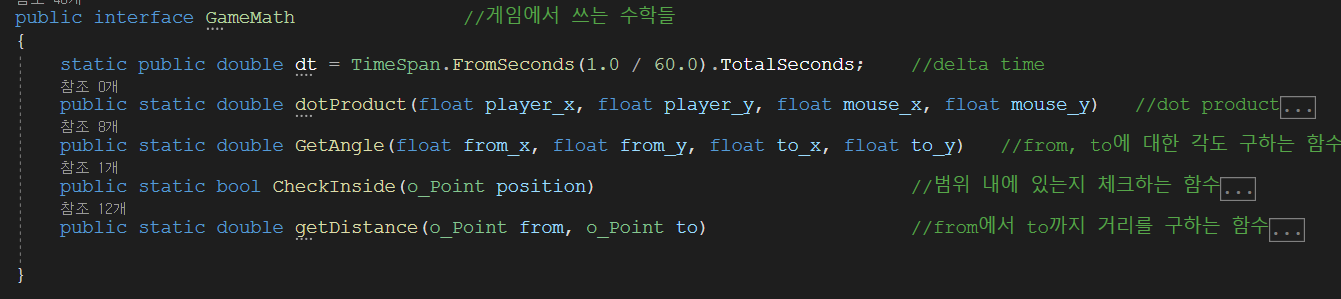 public interface GameMath //게임에서 쓰는 수학들
{
static public double dt = TimeSpan.FromSeconds(1.0 / 60.0).TotalSeconds; //delta time
참조 0개
public static double dotProduct(float player_x, float player_y, float mouse_x, float mouse_y) //dot product...
참조 8개
public static double GetAngle(float from_x, float from_y, float to_x, float to_y) //from, to에 대한 각도 구하는 함수
참조 1개
public static bool CheckInside(o_Point position) //범위 내에 있는지 체크하는 함수...
참조 12개
public static double getDistance(o_Point from, o_Point to) //from에서 to까지 거리를 구하는 함수...
}